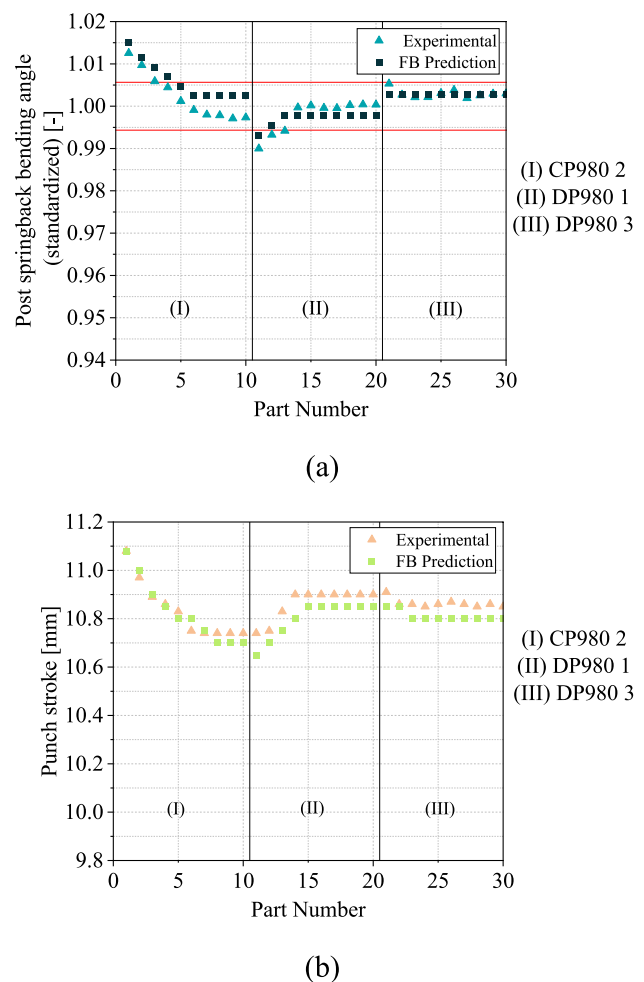 1.02
1.01
1.00
0.99
0.98
0.97
0.96
0.95
0.94
Post springback bending angle
(standardized) [-]
Experimental
FB Prediction
(I)
(II)
(III)
0
5
10
15
20
25
30
Part Number
(I) CP980 2
(II) DP980 1
(III) DP980 3
(a)
11.2
11.0
10.8
10.6
10.4
10.2
10.0
9.8
Punch stroke [mm]
Experimental
FB Prediction
(I)
(II)
(III)
0
5
10
15
20
25
30
Part Number
(I) CP980 2
(II) DP980 1
(III) DP980 3
(b)